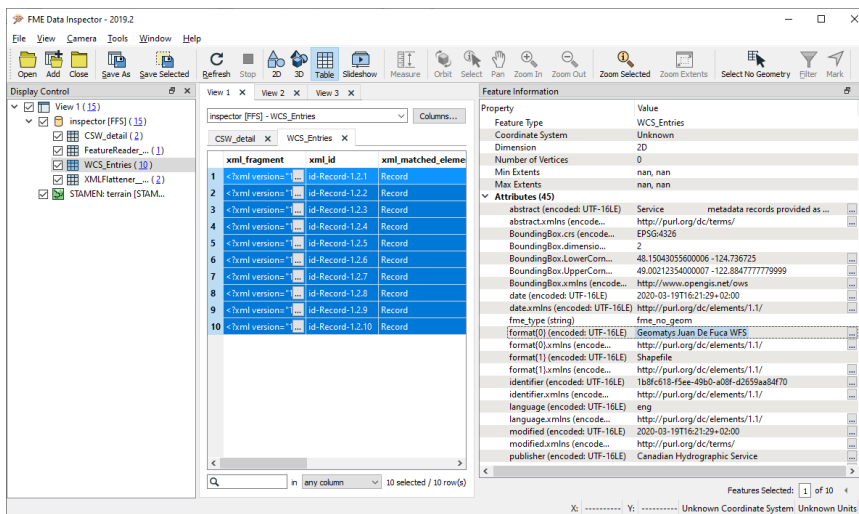 FME Data Inspector - 2019.2
File View Camera Tools Window Help
Open Add Close Save As Save Selected Refresh Stop 2D 3D Table Slideshow Measure Orbit Select Pan Zoom In Zoom Out Zoom Selected Zoom Extents Select No Geometry Filter Mark
Display Control
View 1 (15)
inspector [FFS] (15)
CSW_detail (2)
FeatureReader_... (1)
WCS_Entries (10)
XMLFlattener__... (2)
STAMEN: terrain [STAM...
View 1 View 2 View 3
inspector [FFS] - WCS_Entries Columns...
CSW_detail WCS_Entries
xml_fragment xml_id xml_matched_eleme
1 <?xml version="1 ... id-Record-1.2.1 Record
2 <?xml version="1 ... id-Record-1.2.2 Record
3 <?xml version="1 ... id-Record-1.2.3 Record
4 <?xml version="1 ... id-Record-1.2.4 Record
5 <?xml version="1 ... id-Record-1.2.5 Record
6 <?xml version="1 ... id-Record-1.2.6 Record
7 <?xml version="1 ... id-Record-1.2.7 Record
8 <?xml version="1 ... id-Record-1.2.8 Record
9 <?xml version="1 ... id-Record-1.2.9 Record
10 <?xml version="1 ... id-Record-1.2.10 Record
in any column 10 selected / 10 row(s)
Feature Information
Property Value
Feature Type WCS_Entries
Coordinate System Unknown
Dimension 2D
Number of Vertices 0
Min Extents nan, nan
Max Extents nan, nan
Attributes (45)
abstract (encoded: UTF-16LE) Service metadata records provided as ... ...
abstract.xmlns (encode... http://purl.org/dc/terms/ ...
BoundingBox.crs (encode... EPSG:4326
BoundingBox.dimensio... 2
BoundingBox.LowerCorn... 48.15043055600006 -124.736725 ...
BoundingBox.UpperCorn... 49.00212354000007 -122.8847777779999 ...
BoundingBox.xmlns (encode... http://www.opengis.net/ows ...
date (encoded: UTF-16LE) 2020-03-19T16:21:29+02:00 ...
date.xmlns (encoded: UTF-16LE) http://purl.org/dc/elements/1.1/ ...
fme_type (string) fme_no_geom
format{0} (encoded: UTF-16LE) Geomatys Juan De Fuca WFS ...
format{0}.xmlns (encode... http://purl.org/dc/elements/1.1/ ...
format{1} (encoded: UTF-16LE) Shapefile
format{1}.xmlns (encode... http://purl.org/dc/elements/1.1/ ...
identifier (encoded: UTF-16LE) 1b8fc618-f5ee-49b0-a08f-d2659aa84f70 ...
identifier.xmlns (encode... http://purl.org/dc/elements/1.1/ ...
language (encoded: UTF-16LE) eng
language.xmlns (encode... http://purl.org/dc/elements/1.1/ ...
modified (encoded: UTF-16LE) 2020-03-19T16:21:29+02:00 ...
modified.xmlns (encode... http://purl.org/dc/terms/ ...
publisher (encoded: UTF-16LE) Canadian Hydrographic Service ...
Features Selected: 1 of 10
X: ---------- Y: ---------- Unknown Coordinate System Unknown Units